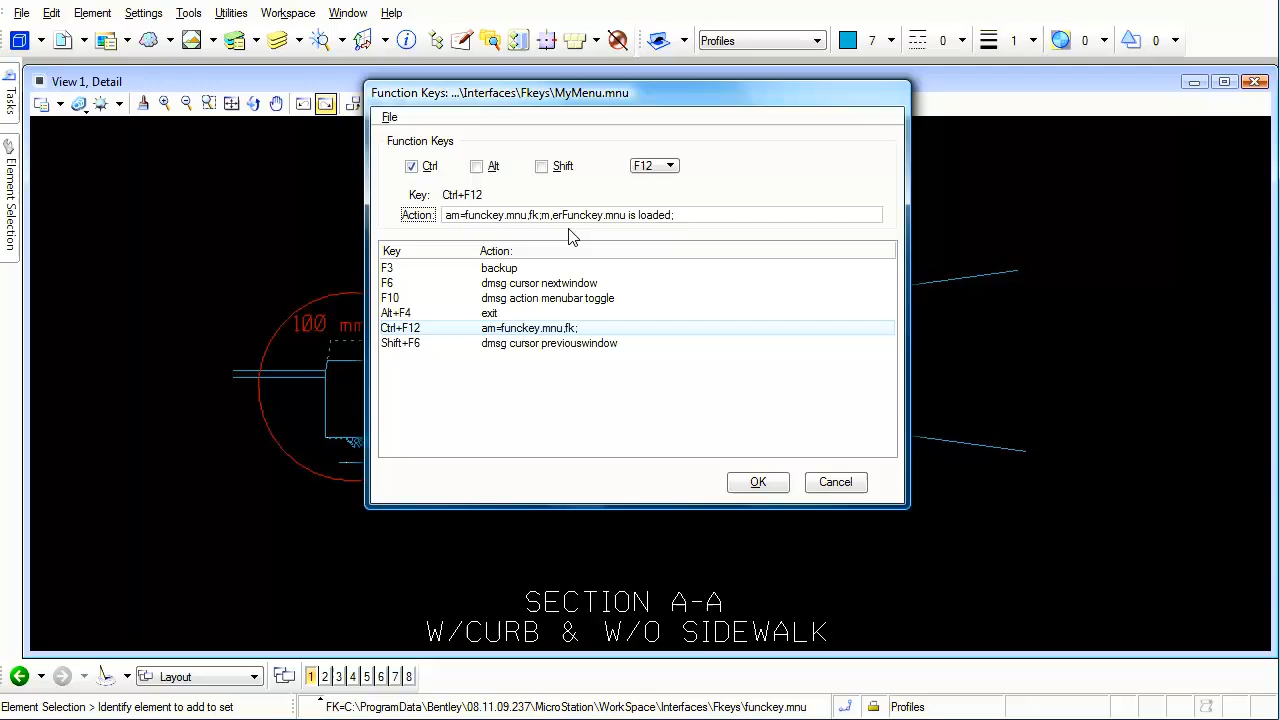 File Edit Element Settings Tools Utilities Workspace Window Help
Profiles 7 0 1 0 0
View 1, Detail
Tasks
Element Selection
Function Keys: ...\Interfaces\Fkeys\MyMenu.mnu
File
Function Keys
Ctrl Alt Shift F12
Key: Ctrl+F12
Action: am=funckey.mnu,fk;m,erFunckey.mnu is loaded;
Key Action:
F3 backup
F6 dmsg cursor nextwindow
F10 dmsg action menubar toggle
Alt+F4 exit
Ctrl+F12 am=funckey.mnu,fk;
Shift+F6 dmsg cursor previouswindow
OK Cancel
100 mm
SECTION A-A
W/CURB & W/O SIDEWALK
Layout 1 2 3 4 5 6 7 8
Element Selection > Identify element to add to set FK=C:\ProgramData\Bentley\08.11.09.237\MicroStation\WorkSpace\Interfaces\Fkeys\funckey.mnu Profiles